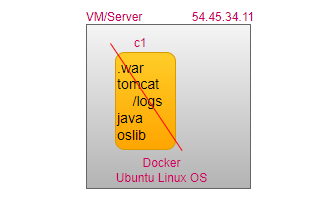 VM/Server 54.45.34.11
c1
.war
tomcat
/logs
java
oslib
Docker
Ubuntu Linux OS